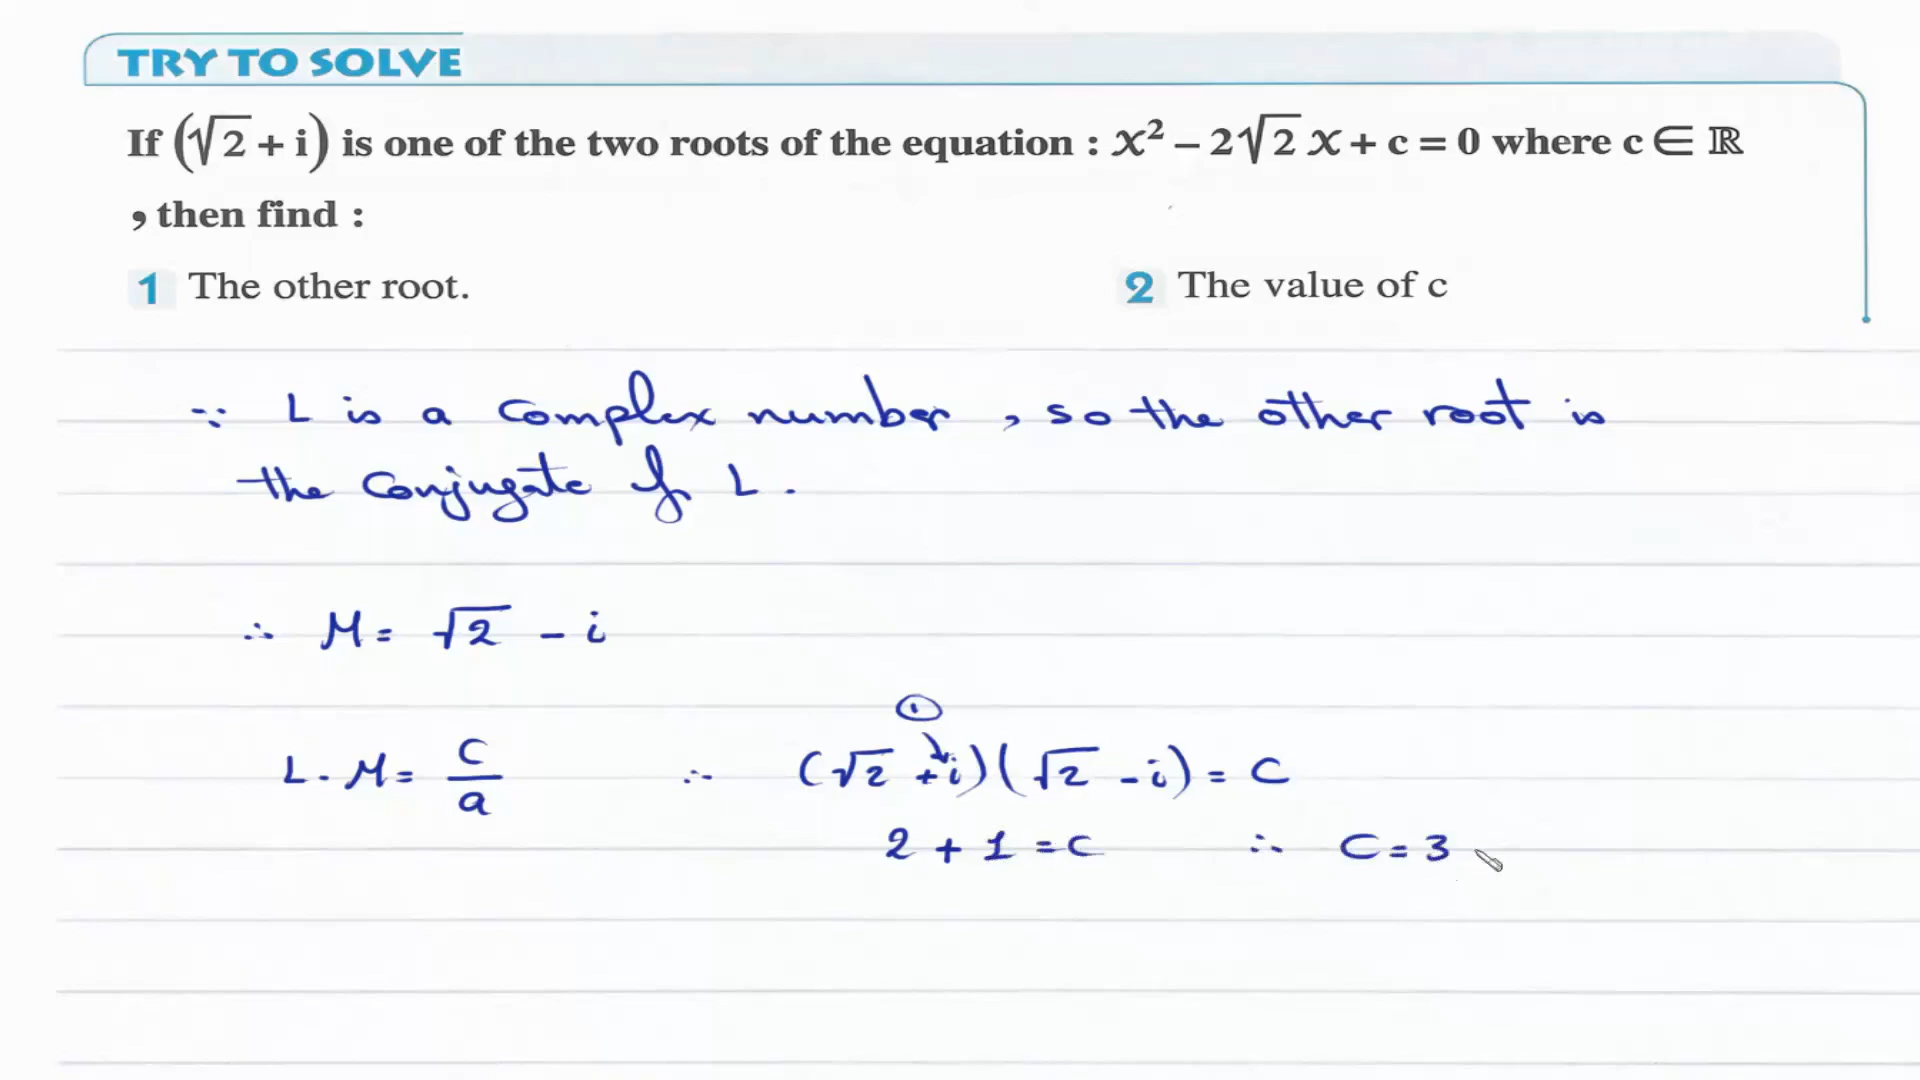 TRY TO SOLVE
If (√2 + i) is one of the two roots of the equation : x² – 2√2 x + c = 0 where c ∈ ℝ
, then find :
1 The other root.
2 The value of c
∵ L is a complex number, so the other root is
the conjugate of L.
∴ M = √2 - i
①
L . M = c/a ∴ (√2 + i)(√2 - i) = C
2 + 1 = C ∴ C = 3